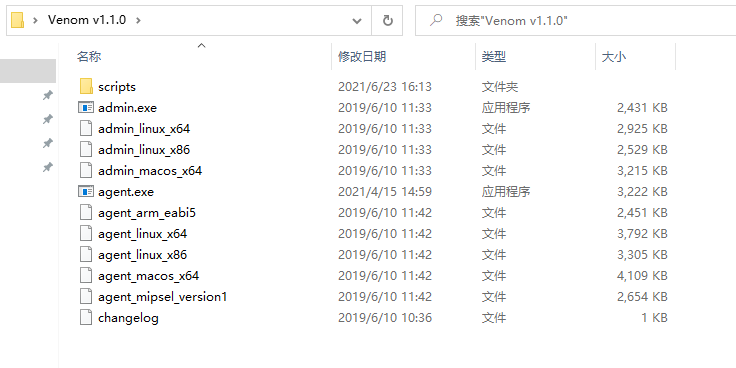 Venom v1.1.0 搜索"Venom v1.1.0"
名称 修改日期 类型 大小
scripts 2021/6/23 16:13 文件夹
admin.exe 2019/6/10 11:33 应用程序 2,431 KB
admin_linux_x64 2019/6/10 11:33 文件 2,925 KB
admin_linux_x86 2019/6/10 11:33 文件 2,529 KB
admin_macos_x64 2019/6/10 11:33 文件 3,215 KB
agent.exe 2021/4/15 14:59 应用程序 3,222 KB
agent_arm_eabi5 2019/6/10 11:42 文件 2,451 KB
agent_linux_x64 2019/6/10 11:42 文件 3,792 KB
agent_linux_x86 2019/6/10 11:42 文件 3,305 KB
agent_macos_x64 2019/6/10 11:42 文件 4,109 KB
agent_mipsel_version1 2019/6/10 11:42 文件 2,654 KB
changelog 2019/6/10 10:36 文件 1 KB